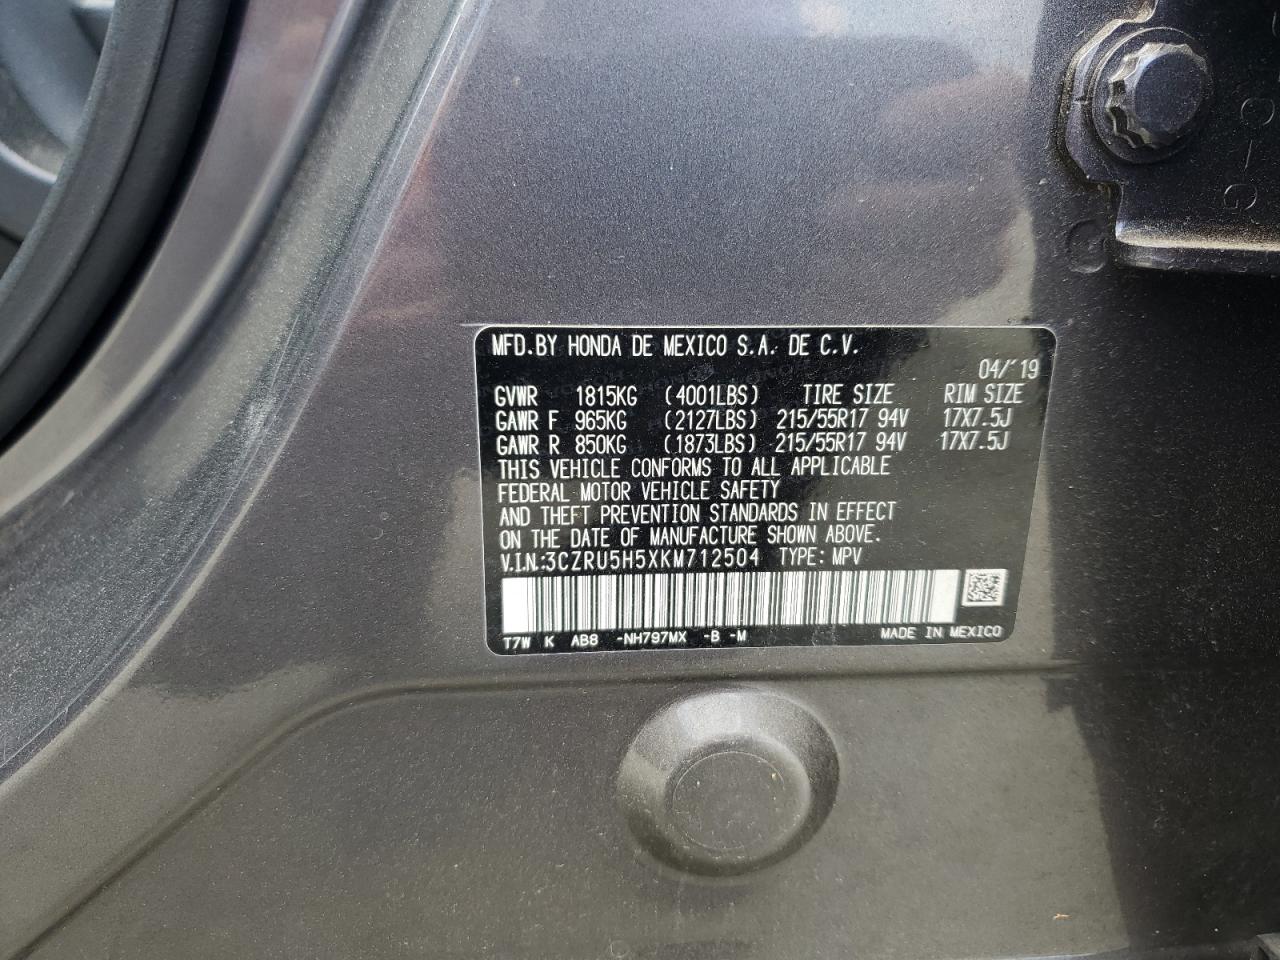 MFD.BY HONDA DE MEXICO S.A. DE C.V.
04/'19
GVWR 1815KG (4001LBS) TIRE SIZE RIM SIZE
GAWR F 965KG (2127LBS) 215/55R17 94V 17X7.5J
GAWR R 850KG (1873LBS) 215/55R17 94V 17X7.5J
THIS VEHICLE CONFORMS TO ALL APPLICABLE
FEDERAL MOTOR VEHICLE SAFETY
AND THEFT PREVENTION STANDARDS IN EFFECT
ON THE DATE OF MANUFACTURE SHOWN ABOVE.
V.I.N.:3CZRU5H5XKM712504 TYPE: MPV
T7W K AB8 -NH797MX -B -M MADE IN MEXICO